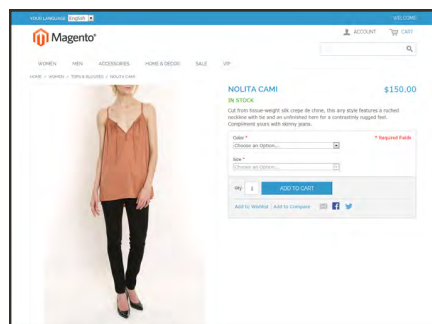 YOUR LANGUAGE: English
WELCOME
Magento®
ACCOUNT
CART
WOMEN MEN ACCESSORIES HOME & DECOR SALE VIP
HOME / WOMEN / TOPS & BLOUSES / NOLITA CAMI
NOLITA CAMI
$150.00
IN STOCK
Cut from tissue-weight silk crepe de chine, this airy style features a ruched
neckline with tie and an unfinished hem for a contrastingly rugged feel.
Compliment yours with skinny jeans.
Color *
* Required Fields
Choose an Option...
Size *
Choose an Option...
Qty 1 ADD TO CART
Add to Wishlist | Add to Compare